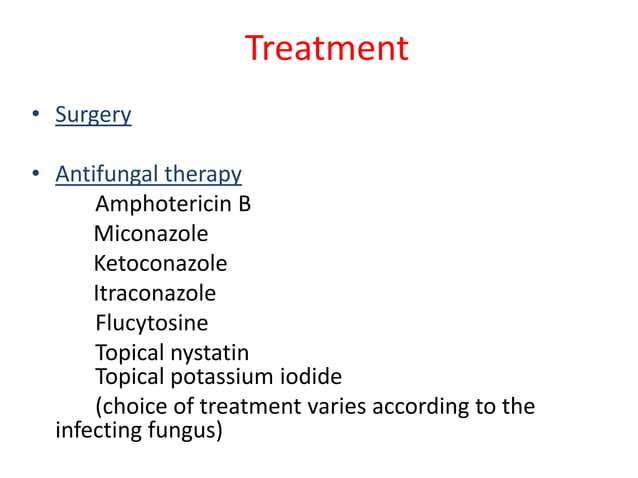 Treatment
• Surgery
• Antifungal therapy
Amphotericin B
Miconazole
Ketoconazole
Itraconazole
Flucytosine
Topical nystatin
Topical potassium iodide
(choice of treatment varies according to the
infecting fungus)